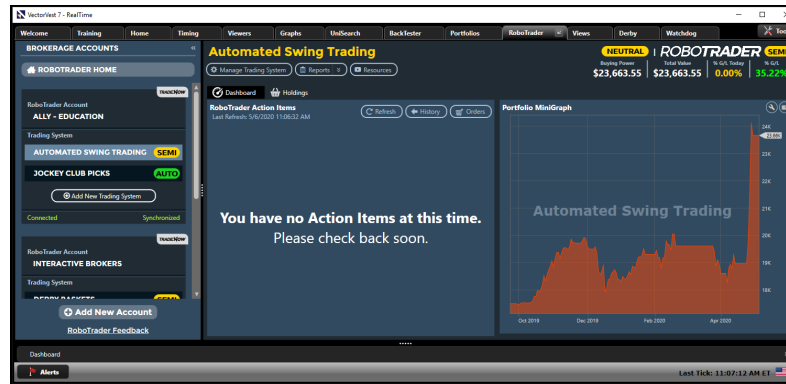 VectorVest 7 - RealTime
Welcome Training Home Timing Viewers Graphs UniSearch BackTester Portfolios RoboTrader Views Derby Watchdog
BROKERAGE ACCOUNTS
ROBOTRADER HOME
TRADENOW
RoboTrader Account
ALLY - EDUCATION
Trading System
AUTOMATED SWING TRADING SEMI
JOCKEY CLUB PICKS AUTO
Add New Trading System
Connected Synchronized
TRADENOW
RoboTrader Account
INTERACTIVE BROKERS
Trading System
Add New Account
RoboTrader Feedback
Automated Swing Trading
Manage Trading System Reports Resources
NEUTRAL ROBOTRADER SEMI
Buying Power Total Value % G/L Today % G/L
$23,663.55 $23,663.55 0.00% 35.22%
Dashboard Holdings
RoboTrader Action Items
Last Refresh: 5/6/2020 11:06:32 AM
Refresh History Orders
You have no Action Items at this time.
Please check back soon.
Portfolio MiniGraph
24K
23.66K
23K
22K
21K
20K
19K
18K
Automated Swing Trading
Oct 2019 Dec 2019 Feb 2020 Apr 2020
Dashboard
Alerts
Last Tick: 11:07:12 AM ET